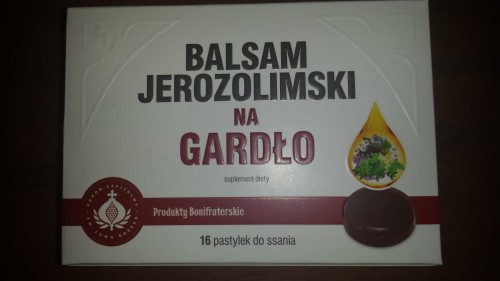 BALSAM
JEROZOLIMSKI
NA
GARDŁO
suplement diety
Produkty Bonifraterskie
16 pastylek do ssania